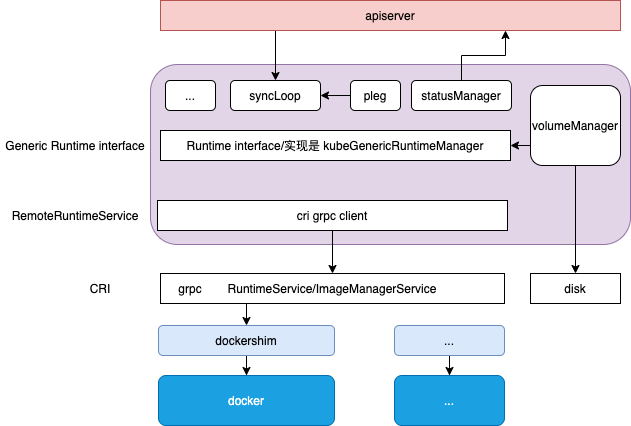 apiserver
...
syncLoop
pleg
statusManager
volumeManager
Generic Runtime interface
Runtime interface/实现是 kubeGenericRuntimeManager
RemoteRuntimeService
cri grpc client
CRI
grpc RuntimeService/ImageManagerService
disk
dockershim
...
docker
...